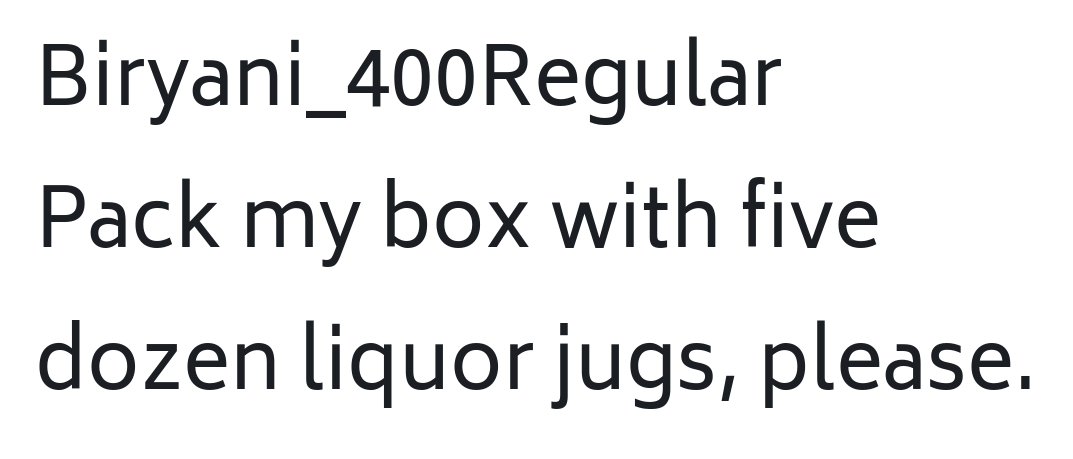 Biryani_400Regular
Pack my box with five
dozen liquor jugs, please.